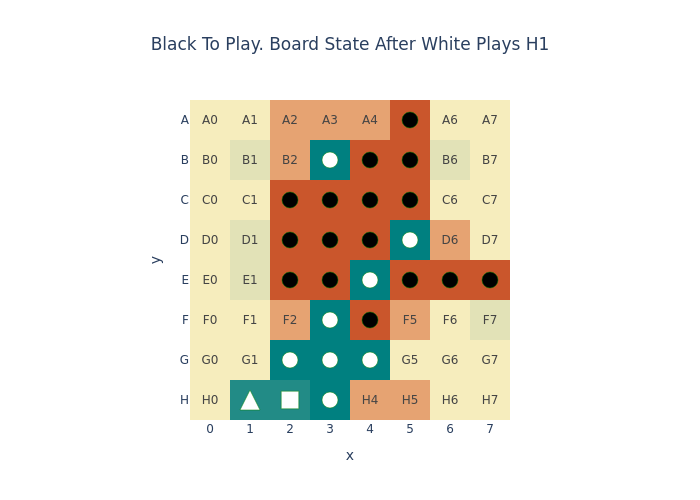 Black To Play. Board State After White Plays H1
A A0 A1 A2 A3 A4 A6 A7
B B0 B1 B2 B6 B7
C C0 C1 C6 C7
D D0 D1 D6 D7
E E0 E1
F F0 F1 F2 F5 F6 F7
G G0 G1 G5 G6 G7
H H0 H4 H5 H6 H7
0 1 2 3 4 5 6 7
x
y